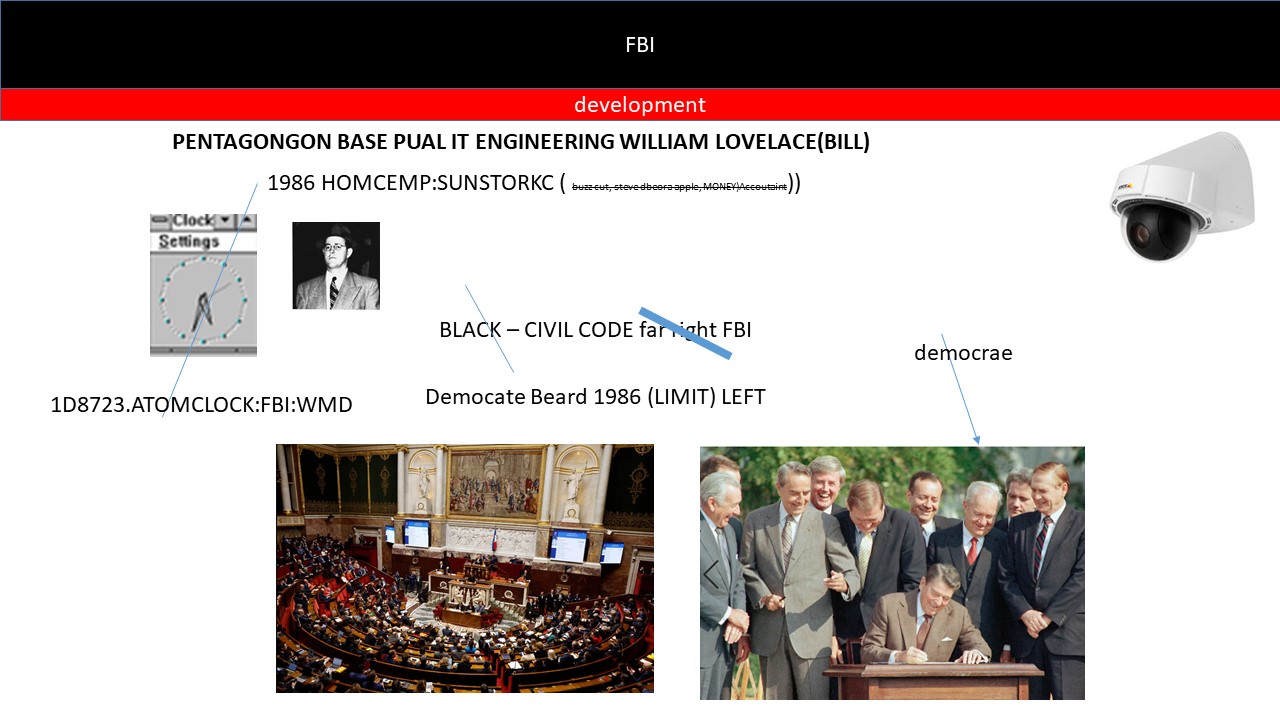 FBI
development
PENTAGONGON BASE PUAL IT ENGINEERING WILLIAM LOVELACE(BILL)
1986 HOMCEMP:SUNSTORKC ( buzz cut, steve dbeora apple, MONEY)Accoutaint))
Clock
Settings
BLACK – CIVIL CODE far right FBI
democrae
Democate Beard 1986 (LIMIT) LEFT
1D8723.ATOMCLOCK:FBI:WMD